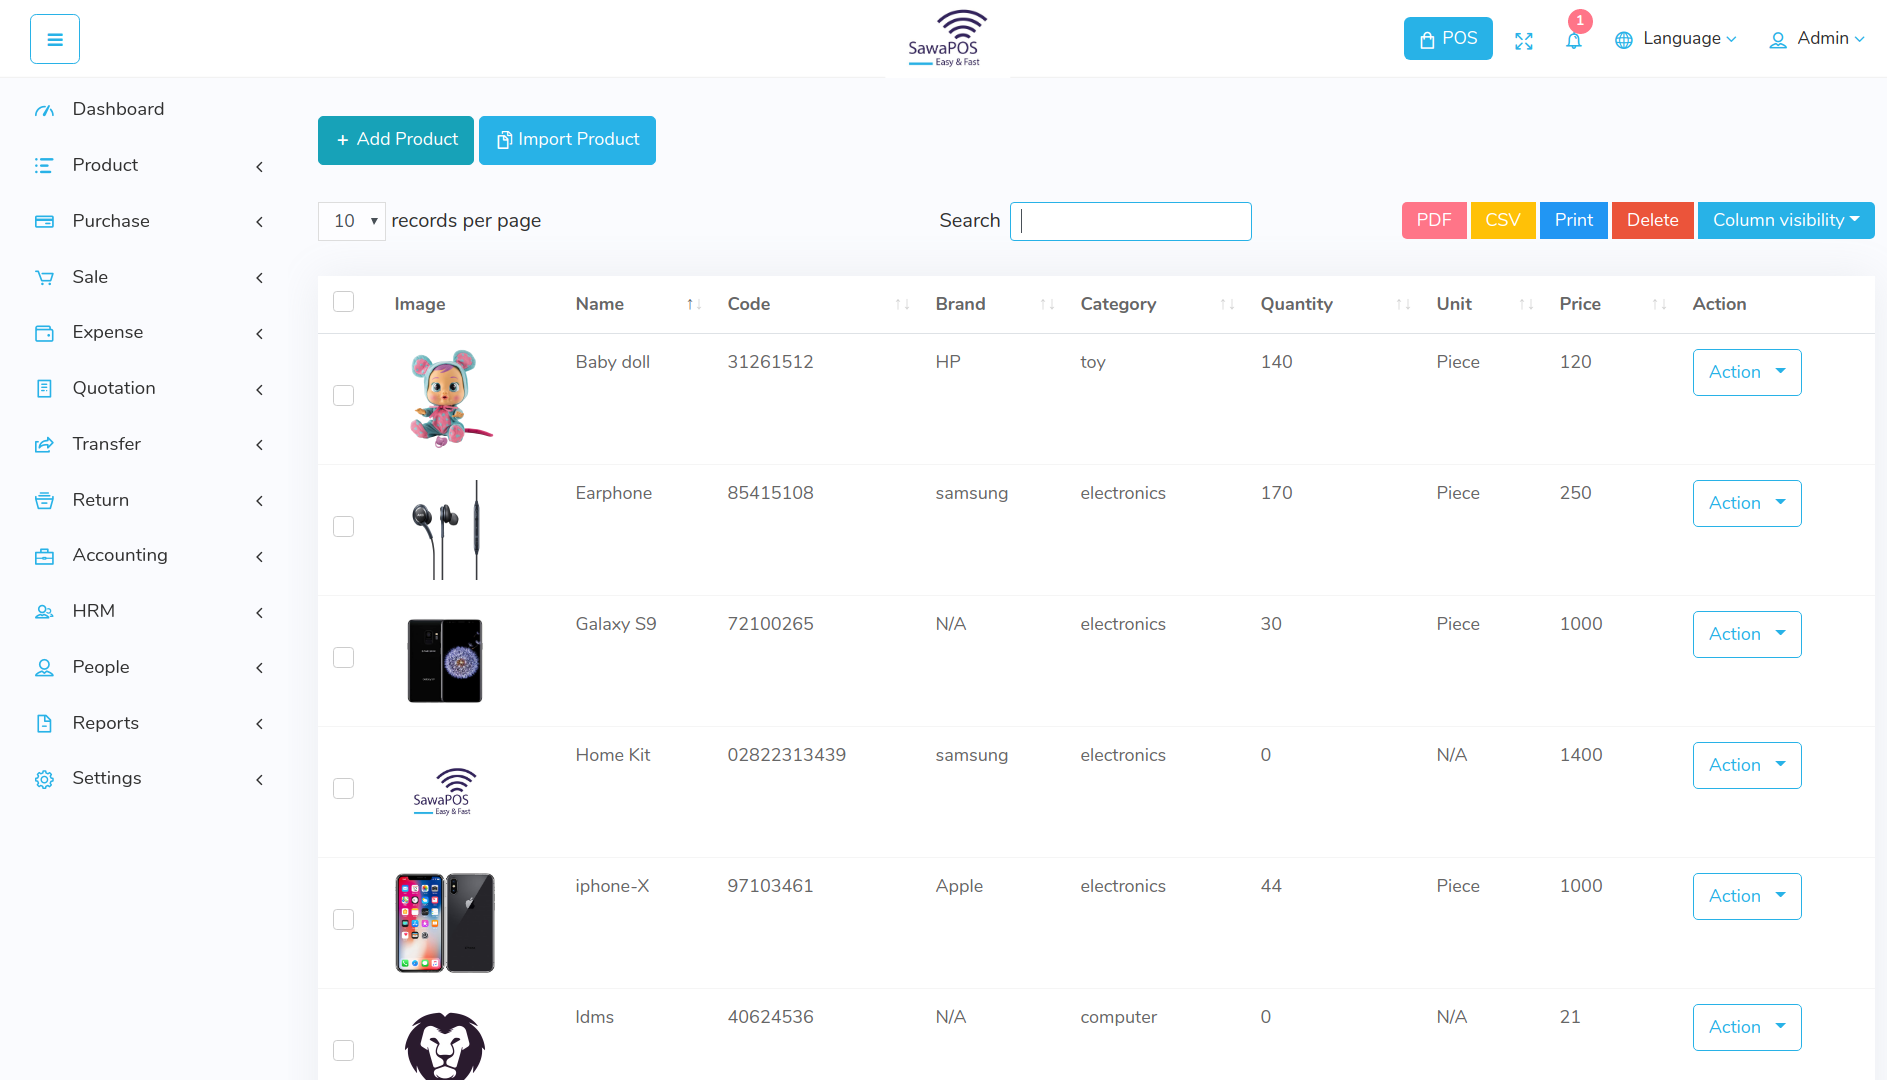 SawaPOS
Easy & Fast
POS
1
Language
Admin
Dashboard
Product
Purchase
Sale
Expense
Quotation
Transfer
Return
Accounting
HRM
People
Reports
Settings
+ Add Product
Import Product
10 records per page
Search
PDF CSV Print Delete Column visibility
Image Name Code Brand Category Quantity Unit Price Action
Baby doll 31261512 HP toy 140 Piece 120 Action
Earphone 85415108 samsung electronics 170 Piece 250 Action
Galaxy S9 72100265 N/A electronics 30 Piece 1000 Action
Home Kit 02822313439 samsung electronics 0 N/A 1400 Action
SawaPOS
Easy & Fast
iphone-X 97103461 Apple electronics 44 Piece 1000 Action
ldms 40624536 N/A computer 0 N/A 21 Action